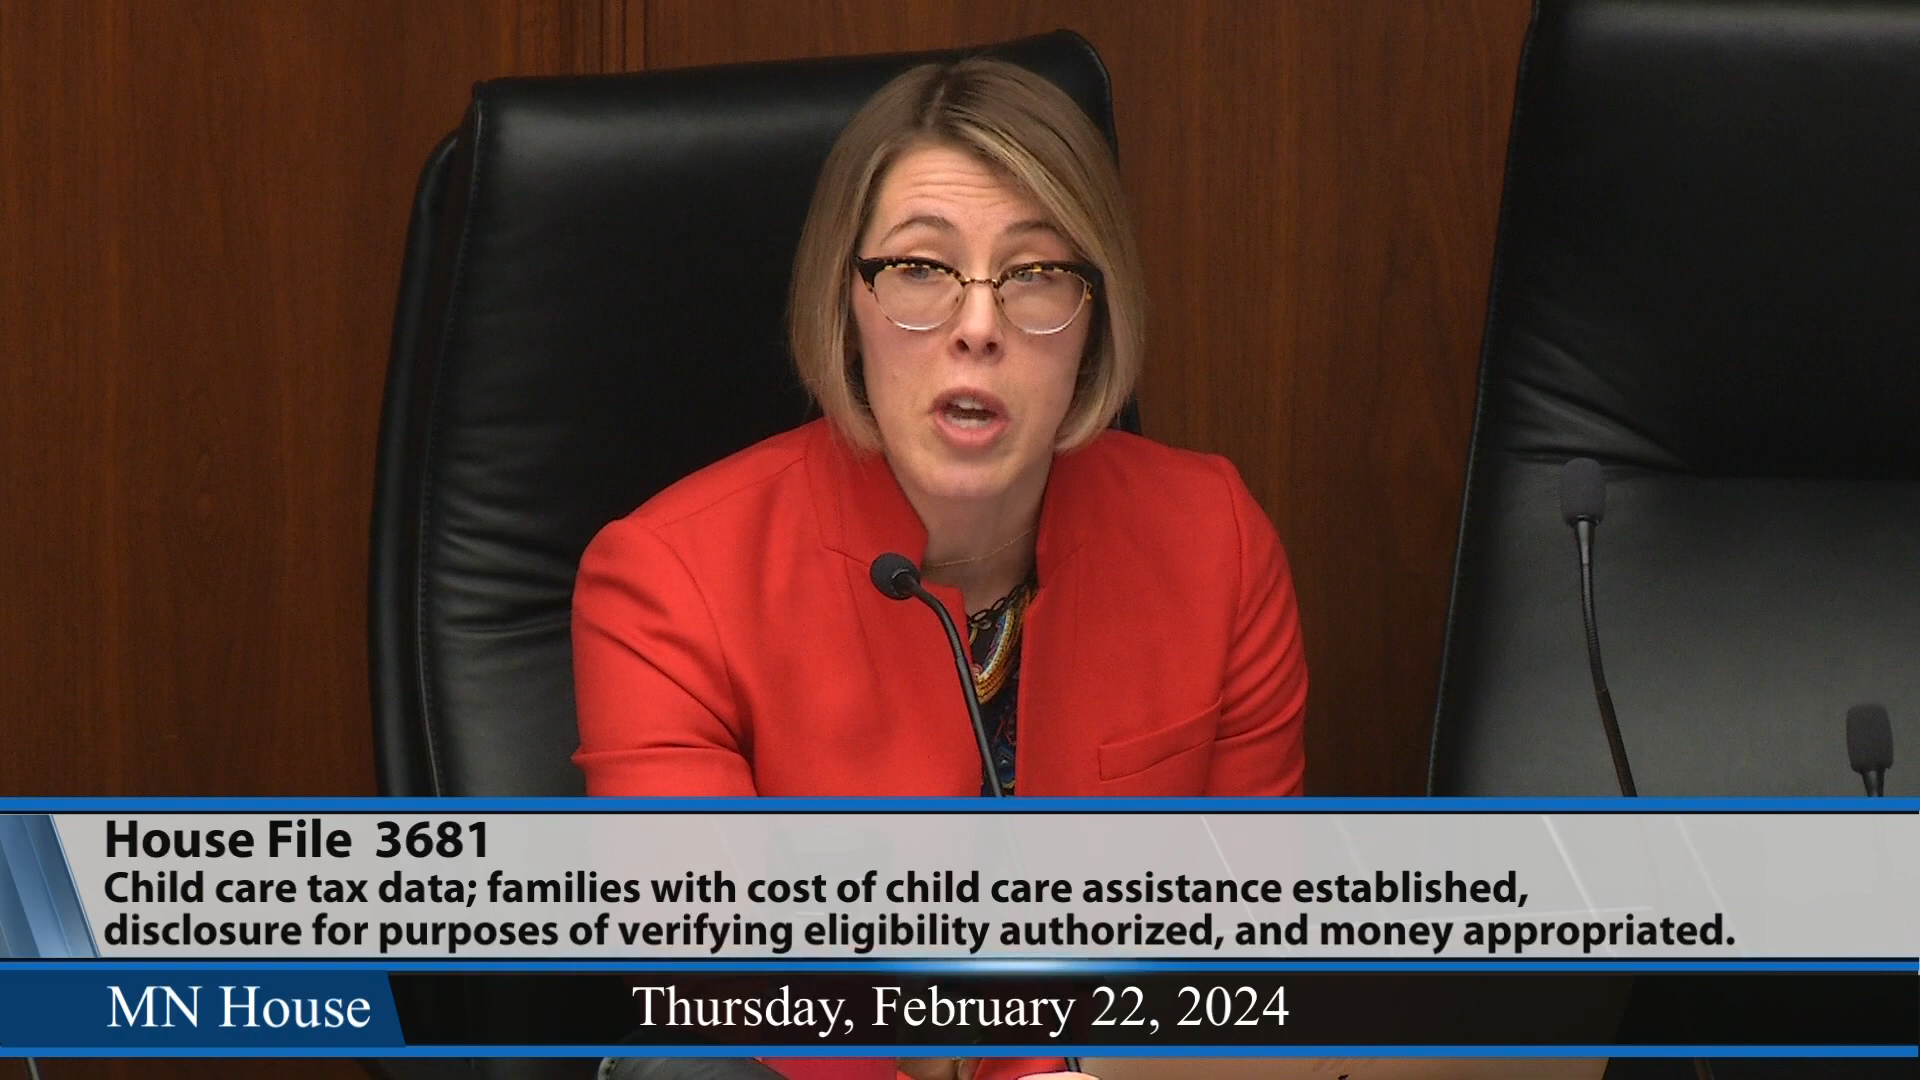 House File 3681
Child care tax data; families with cost of child care assistance established,
disclosure for purposes of verifying eligibility authorized, and money appropriated.
MN House
Thursday, February 22, 2024